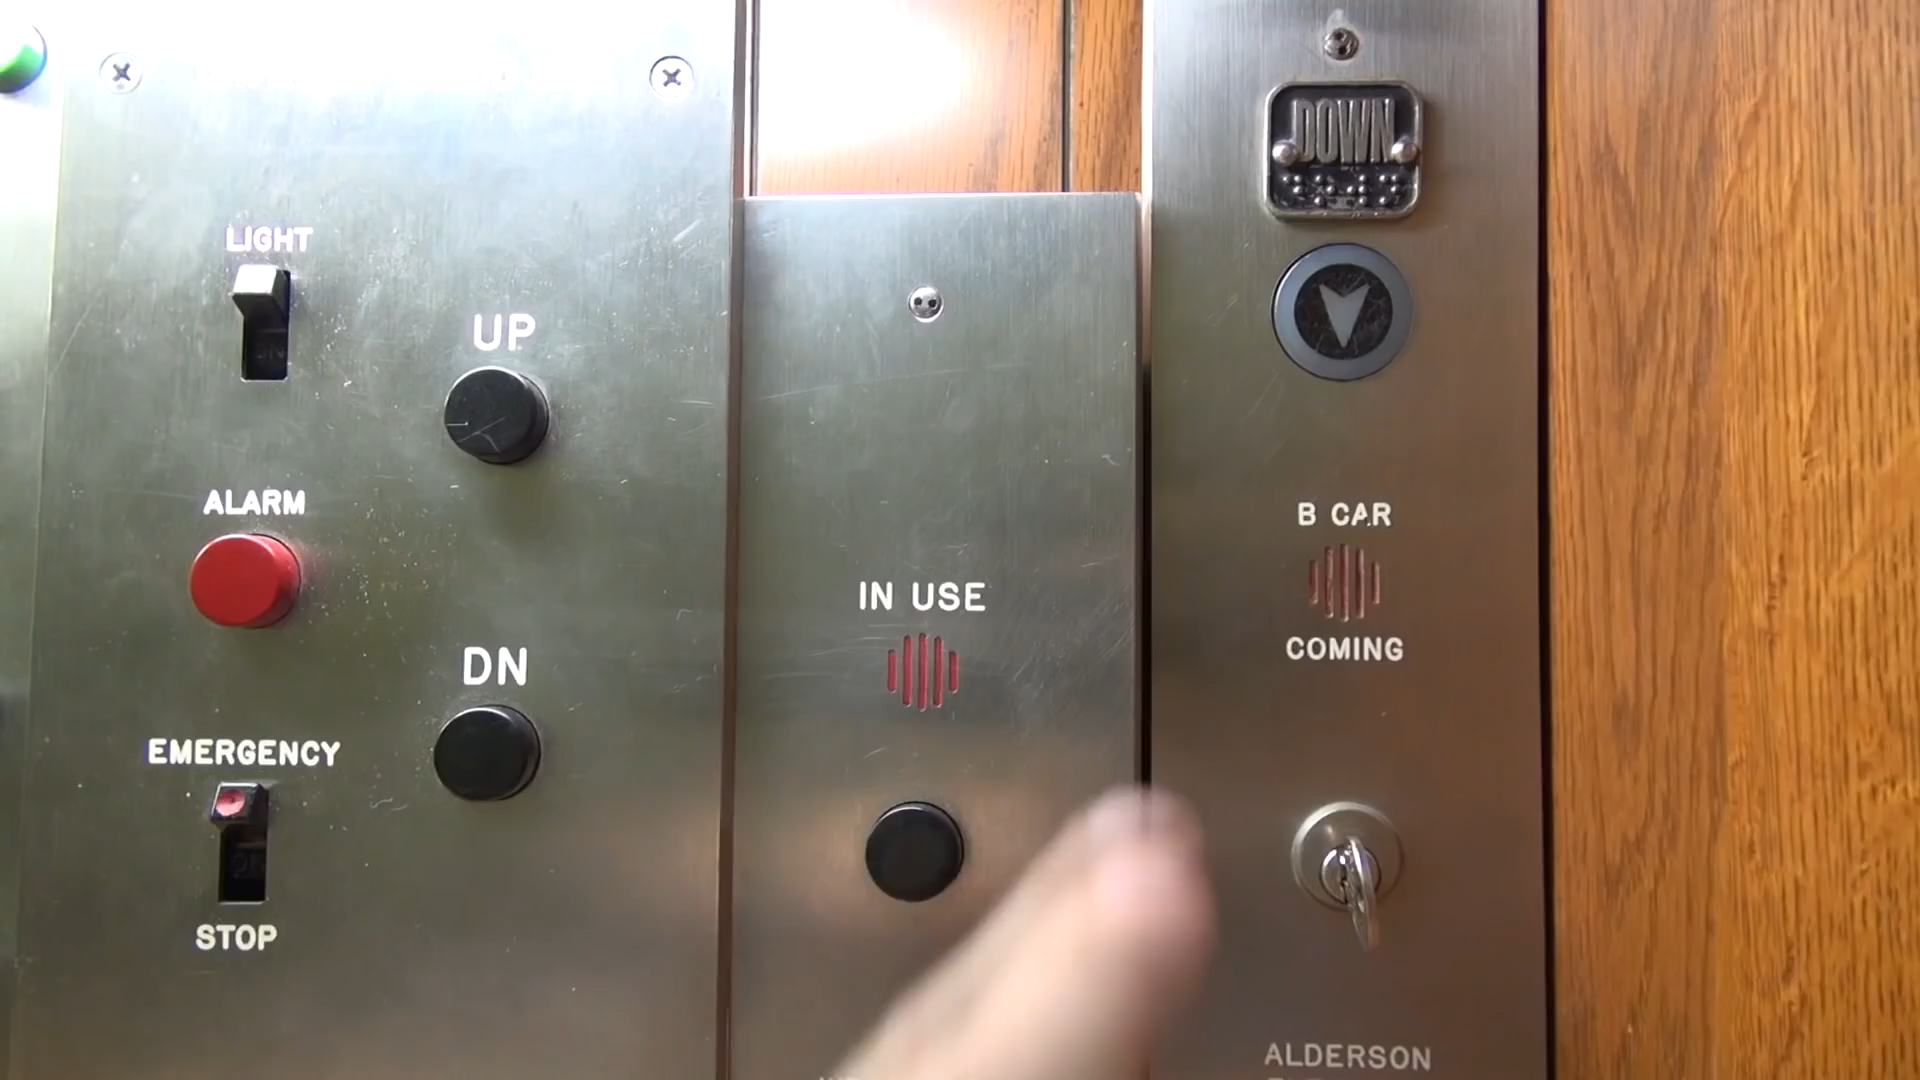 LIGHT
UP
ALARM
DN
EMERGENCY
STOP
IN USE
DOWN
B CAR
COMING
ALDERSON